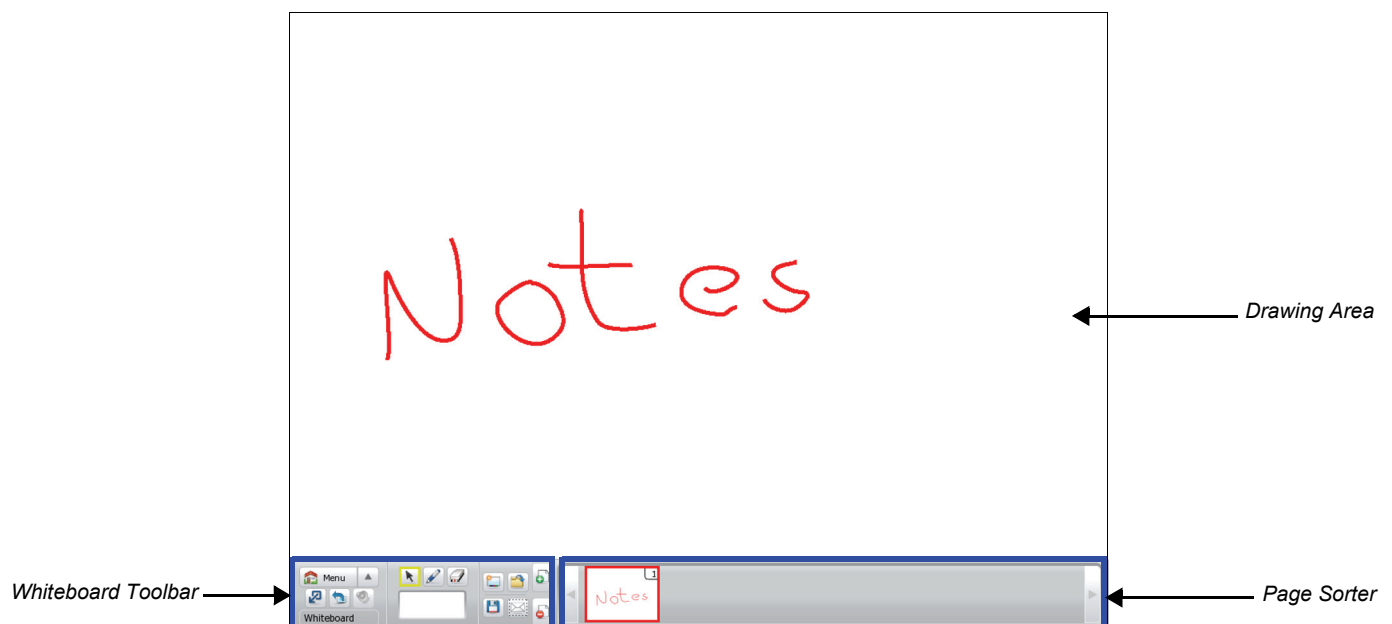 Notes
Drawing Area
Menu
1
Notes
Whiteboard Toolbar
Page Sorter
Whiteboard